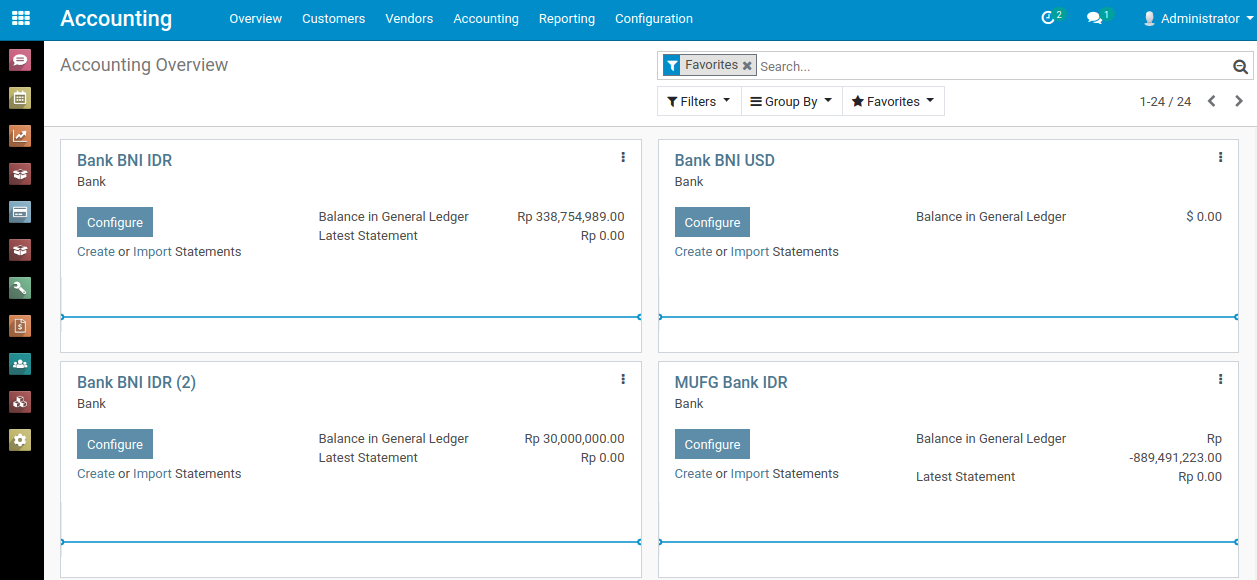 Accounting Overview Customers Vendors Accounting Reporting Configuration 2 1 Administrator
Accounting Overview
Favorites Search...
Filters Group By Favorites 1-24 / 24
Bank BNI IDR
Bank
Configure Balance in General Ledger Rp 338,754,989.00
Latest Statement Rp 0.00
Create or Import Statements
Bank BNI USD
Bank
Configure Balance in General Ledger $ 0.00
Create or Import Statements
Bank BNI IDR (2)
Bank
Configure Balance in General Ledger Rp 30,000,000.00
Latest Statement Rp 0.00
Create or Import Statements
MUFG Bank IDR
Bank
Configure Balance in General Ledger Rp
-889,491,223.00
Latest Statement Rp 0.00
Create or Import Statements